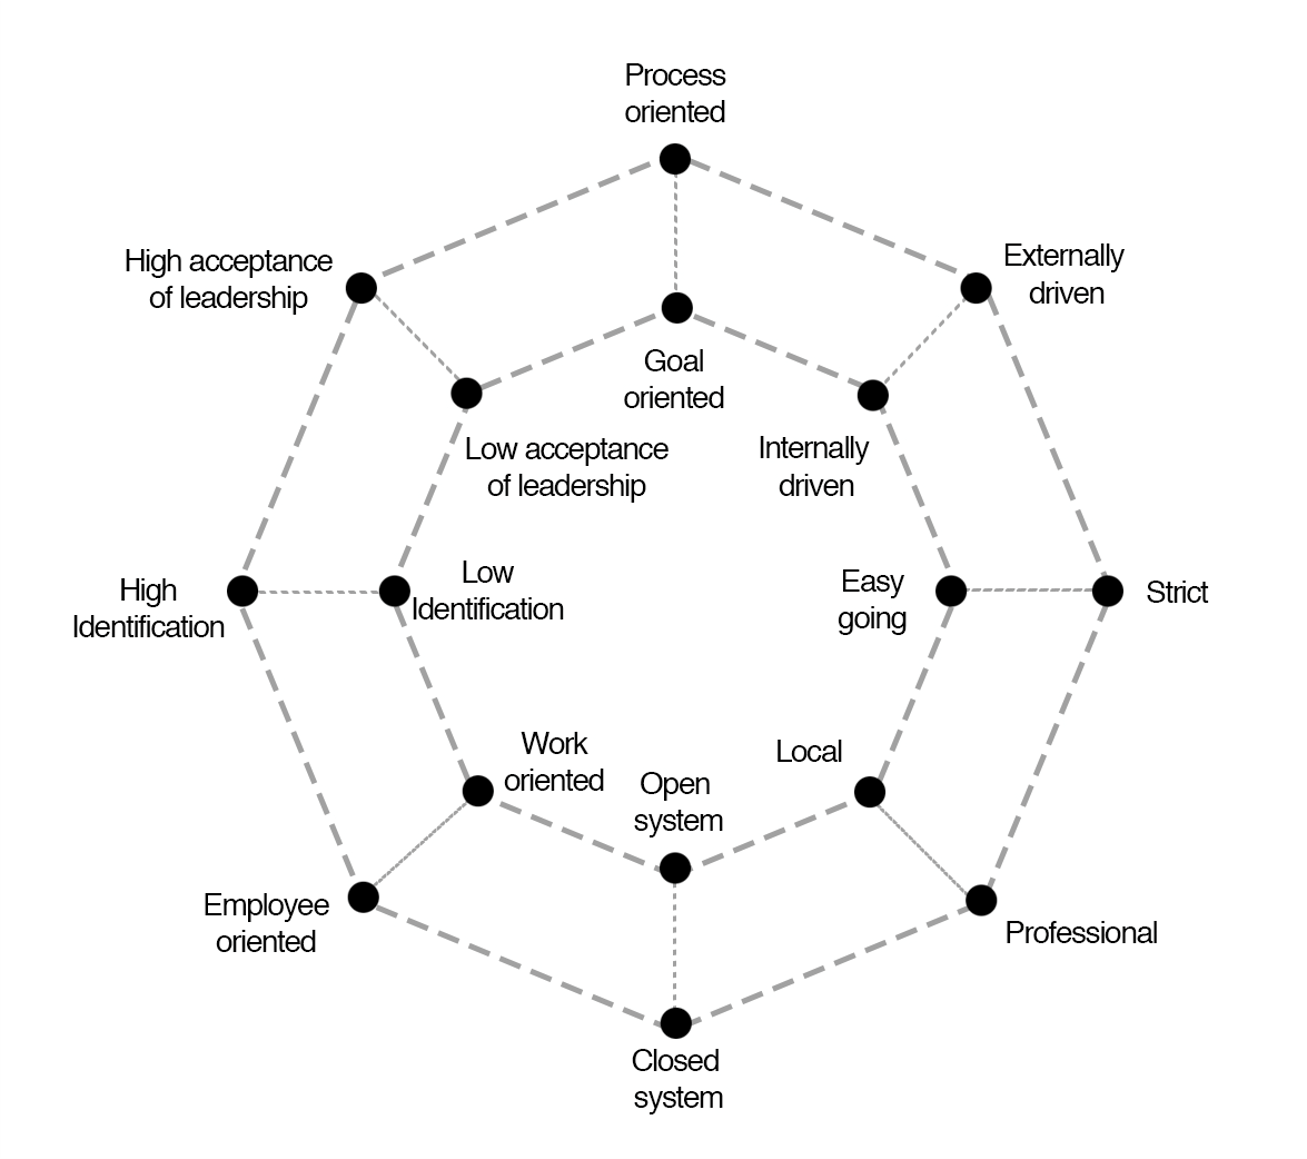 Process
oriented
Externally
driven
High acceptance
of leadership
Goal
oriented
Low acceptance
of leadership
Internally
driven
Low
Identification
High
Identification
Easy
going
Strict
Work
oriented
Open
system
Local
Employee
oriented
Professional
Closed
system